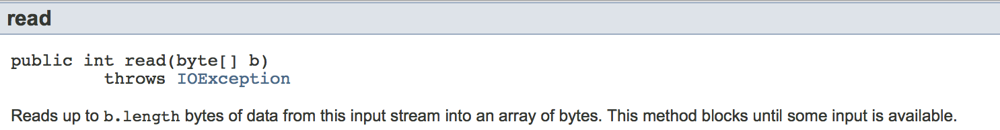 read
public int read(byte[] b)
throws IOException
Reads up to b.length bytes of data from this input stream into an array of bytes. This method blocks until some input is available.